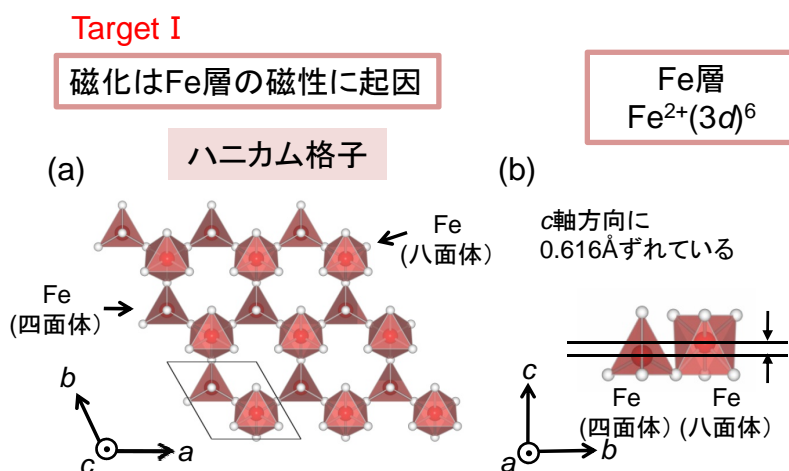 Target Ⅰ
磁化はFe層の磁性に起因
Fe層
Fe²⁺(3d)⁶
ハニカム格子
(a)
Fe
(八面体)
Fe
(四面体)
b
c
a
(b)
c軸方向に
0.616Åずれている
Fe
(四面体)
Fe
(八面体)
c
a
b